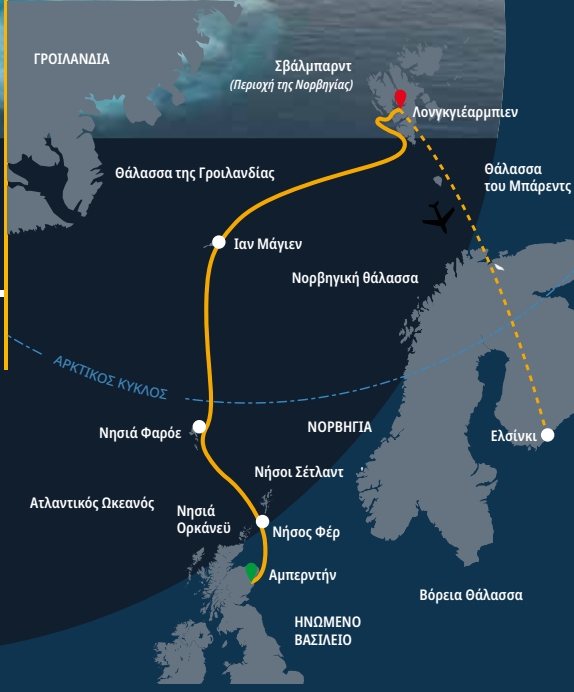 ΓΡΟΙΛΑΝΔΙΑ
Σβάλμπαρντ
(Περιοχή της Νορβηγίας)
Λονγκγιέαρμπιεν
Θάλασσα της Γροιλανδίας
Θάλασσα
του Μπάρεντς
Ιαν Μάγιεν
Νορβηγική θάλασσα
ΑΡΚΤΙΚΟΣ ΚΥΚΛΟΣ
Νησιά Φαρόε
ΝΟΡΒΗΓΙΑ
Ελσίνκι
Νήσοι Σέτλαντ
Ατλαντικός Ωκεανός
Νησιά
Ορκάνεϋ
Νήσος Φέρ
Αμπερντήν
Βόρεια Θάλασσα
ΗΝΩΜΕΝΟ
ΒΑΣΙΛΕΙΟ